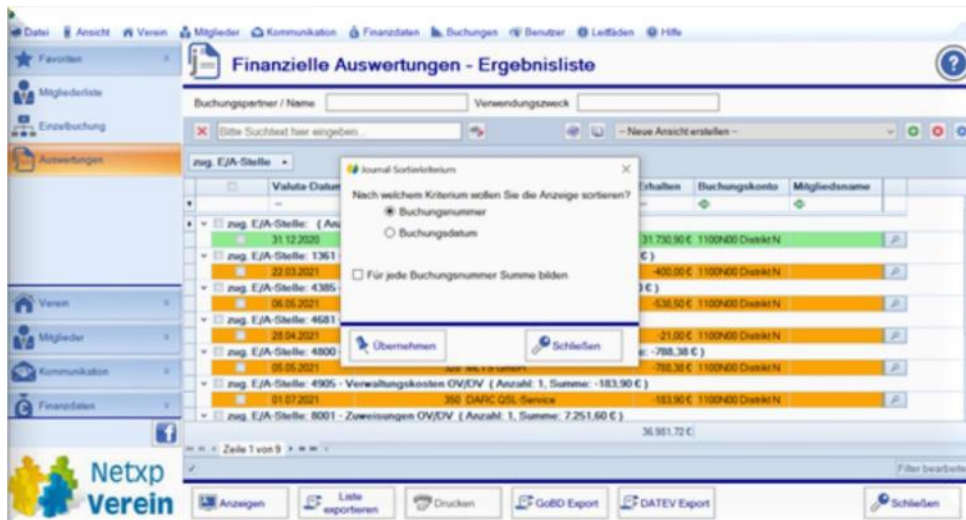 Datei Ansicht Verein Mitglieder Kommunikation Finanzdaten Buchungen Benutzer Leitfäden Hilfe
Favoriten
Mitgliederliste
Einzelbuchung
Auswertungen
Verein
Mitglieder
Kommunikation
Finanzdaten
Netxp
Verein
Finanzielle Auswertungen - Ergebnisliste
Buchungspartner / Name Verwendungszweck
Bitte Suchtext hier eingeben... -- Neue Ansicht erstellen --
zug. E/A-Stelle
Valuta-Datum Erhalten Buchungskonto Mitgliedsname
zug. E/A-Stelle: ( An
31.12.2020 31.730,90 € 1100N00 Distrikt N
zug. E/A-Stelle: 1361 € )
22.03.2021 -400,00 € 1100N00 Distrikt N
zug. E/A-Stelle: 4385 € )
06.05.2021 -538,50 € 1100N00 Distrikt N
zug. E/A-Stelle: 4681
28.04.2021 -21,00 € 1100N00 Distrikt N
zug. E/A-Stelle: 4800 -788,38 € )
05.05.2021 -788,38 € 1100N00 Distrikt N
zug. E/A-Stelle: 4905 - Verwaltungskosten OV/DV ( Anzahl: 1, Summe: -183,90 € )
01.07.2021 350 DARC QSL-Service -183,90 € 1100N00 Distrikt N
zug. E/A-Stelle: 8001 - Zuweisungen OV/DV ( Anzahl: 1, Summe: 7.251,60 € )
36.981,72 €
Zeile 1 von 9
Filter bearbeite
Anzeigen Liste exportieren Drucken GoBD Export DATEV Export Schließen
Journal Sortierkriterium
Nach welchem Kriterium wollen Sie die Anzeige sortieren?
Buchungsnummer
Buchungsdatum
Für jede Buchungsnummer Summe bilden
Übernehmen Schließen